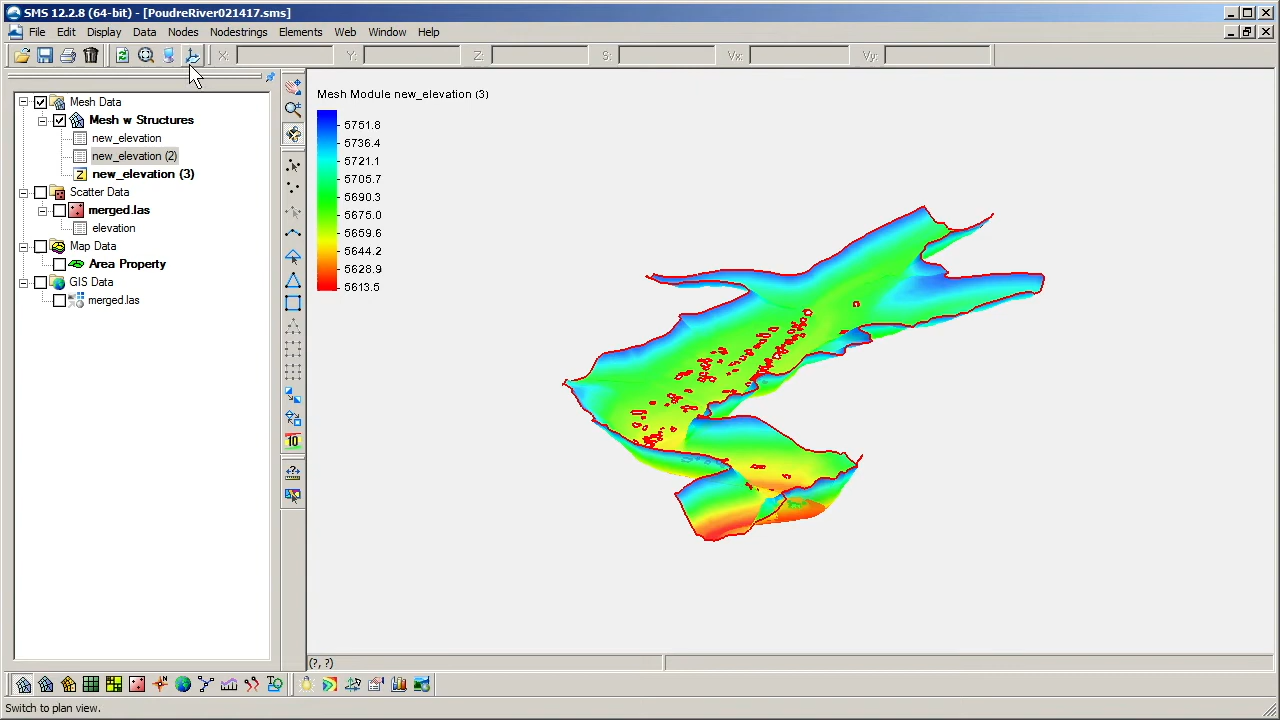 SMS 12.2.8 (64-bit) - [PoudreRiver021417.sms]
File Edit Display Data Nodes Nodestrings Elements Web Window Help
X: Y: Z: S: Vx: Vy:
Mesh Data
Mesh w Structures
new_elevation
new_elevation (2)
new_elevation (3)
Scatter Data
merged.las
elevation
Map Data
Area Property
GIS Data
merged.las
10
Mesh Module new_elevation (3)
5751.8
5736.4
5721.1
5705.7
5690.3
5675.0
5659.6
5644.2
5628.9
5613.5
(?, ?)
Switch to plan view.